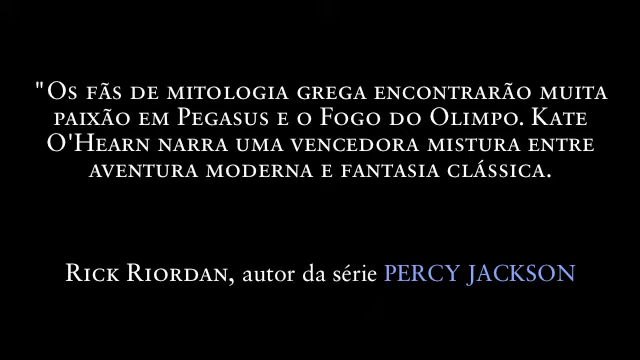 "Os fãs de mitologia grega encontrarão muita
paixão em Pegasus e o Fogo do Olimpo. Kate
O'Hearn narra uma vencedora mistura entre
aventura moderna e fantasia clássica.
Rick Riordan, autor da série PERCY JACKSON